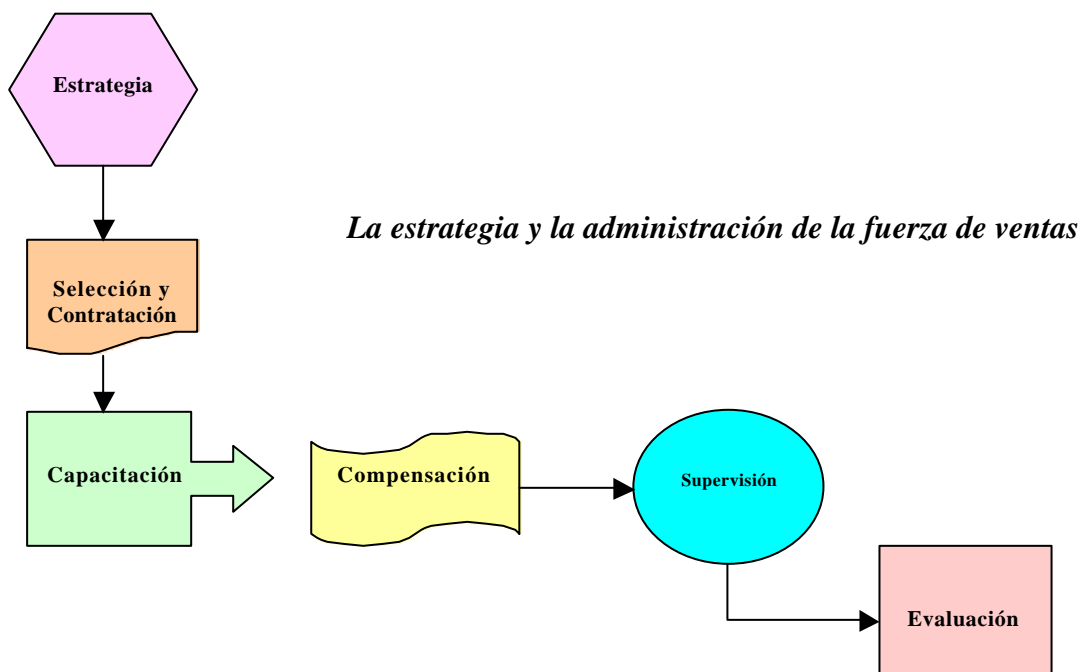 Estrategia
La estrategia y la administración de la fuerza de ventas
Selección y
Contratación
Capacitación
Compensación
Supervisión
Evaluación